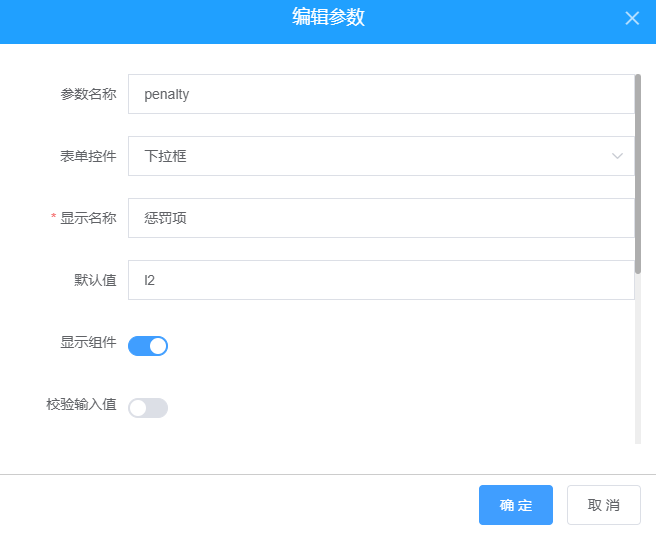 编辑参数
参数名称 penalty
表单控件 下拉框
* 显示名称 惩罚项
默认值 l2
显示组件
校验输入值
确 定 取 消